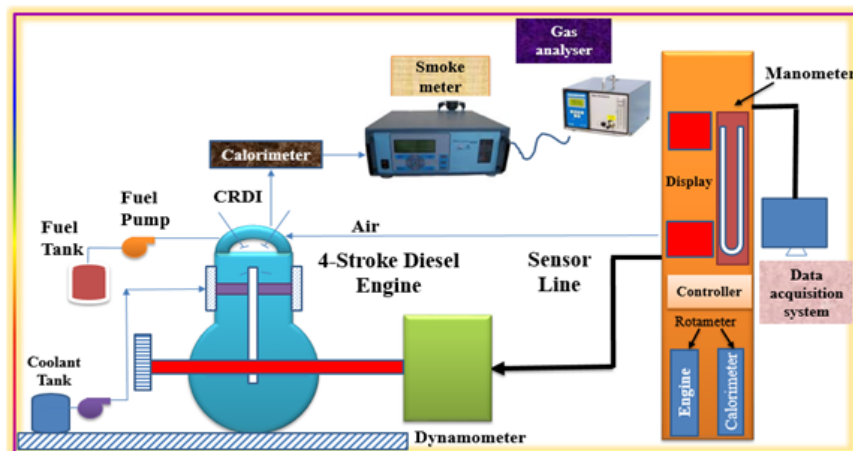 Gas
analyser
Smoke
meter
Manometer
Calorimeter
CRDI
Fuel
Pump
Fuel
Tank
Air
Display
4-Stroke Diesel
Engine
Sensor
Line
Controller
Data
acquisition
system
Rotameter
Coolant
Tank
Engine
Calorimeter
Dynamometer